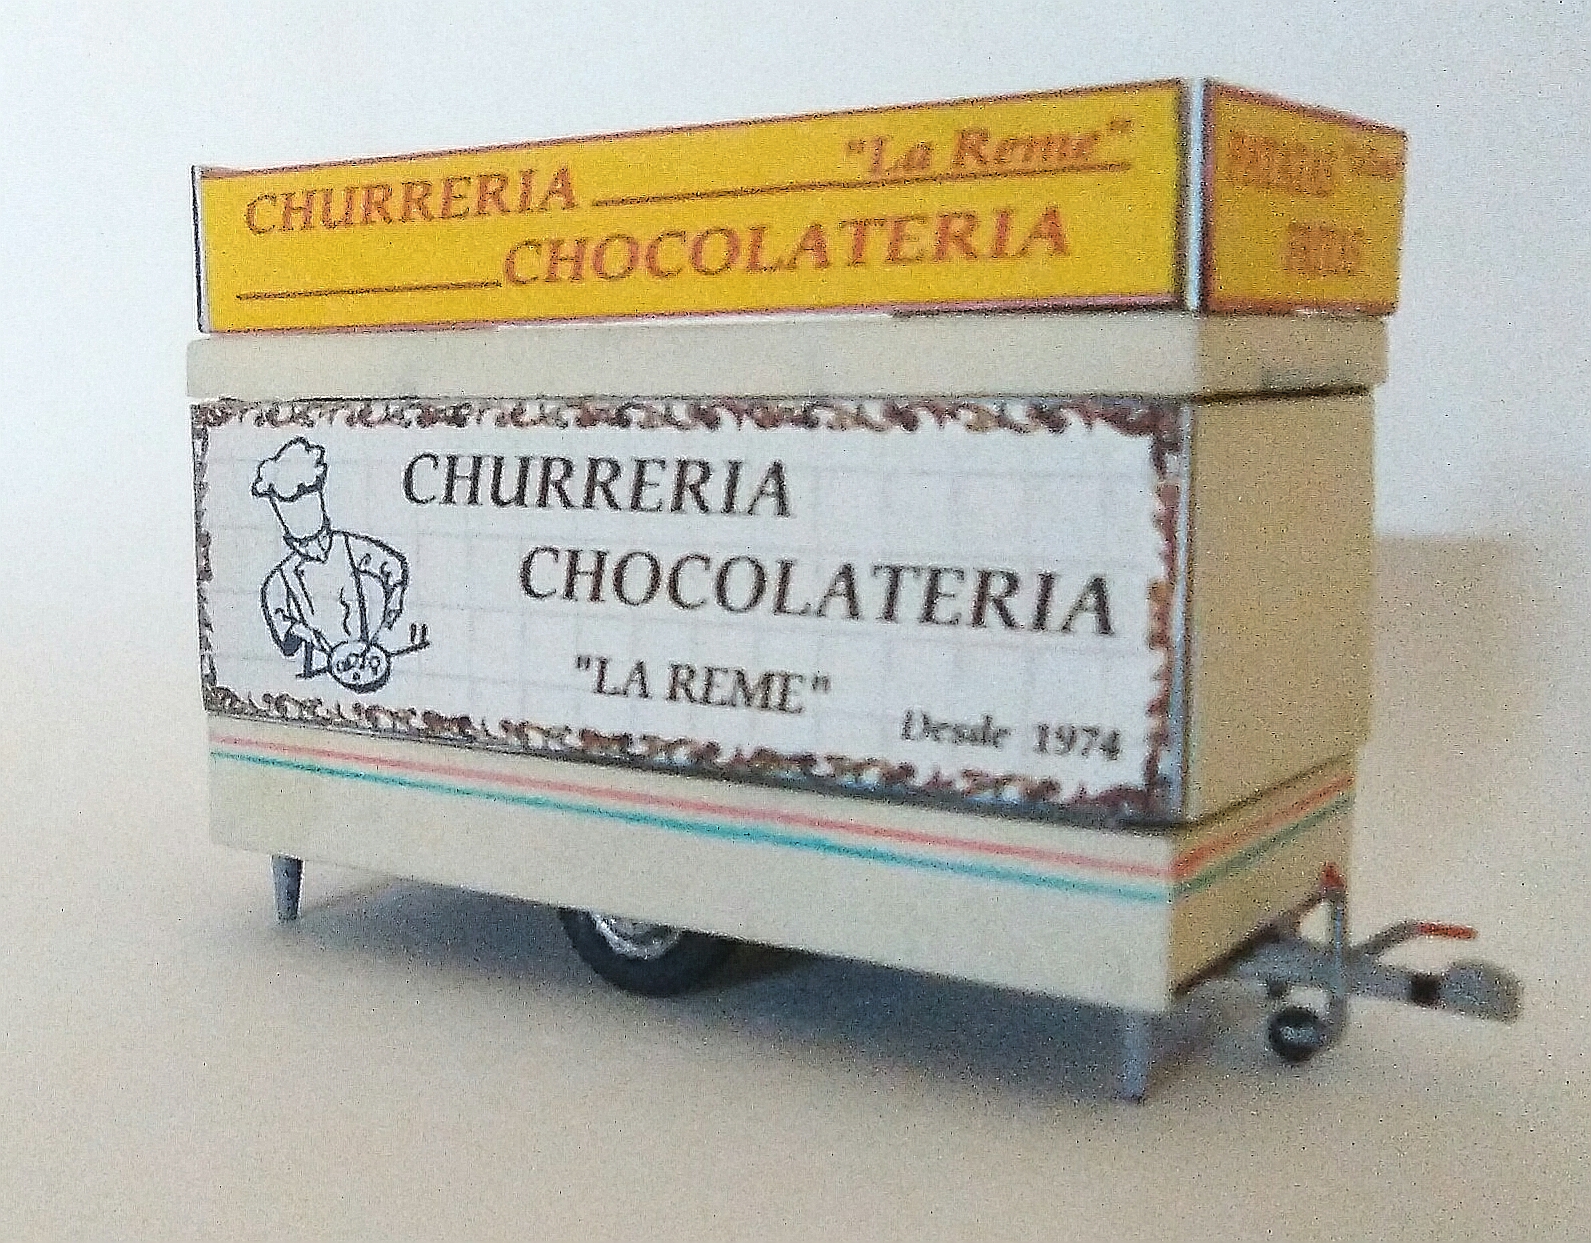 CHURRERIA "La Reme"
CHOCOLATERIA
CHURRERIA
CHOCOLATERIA
"LA REME"
Desde 1974